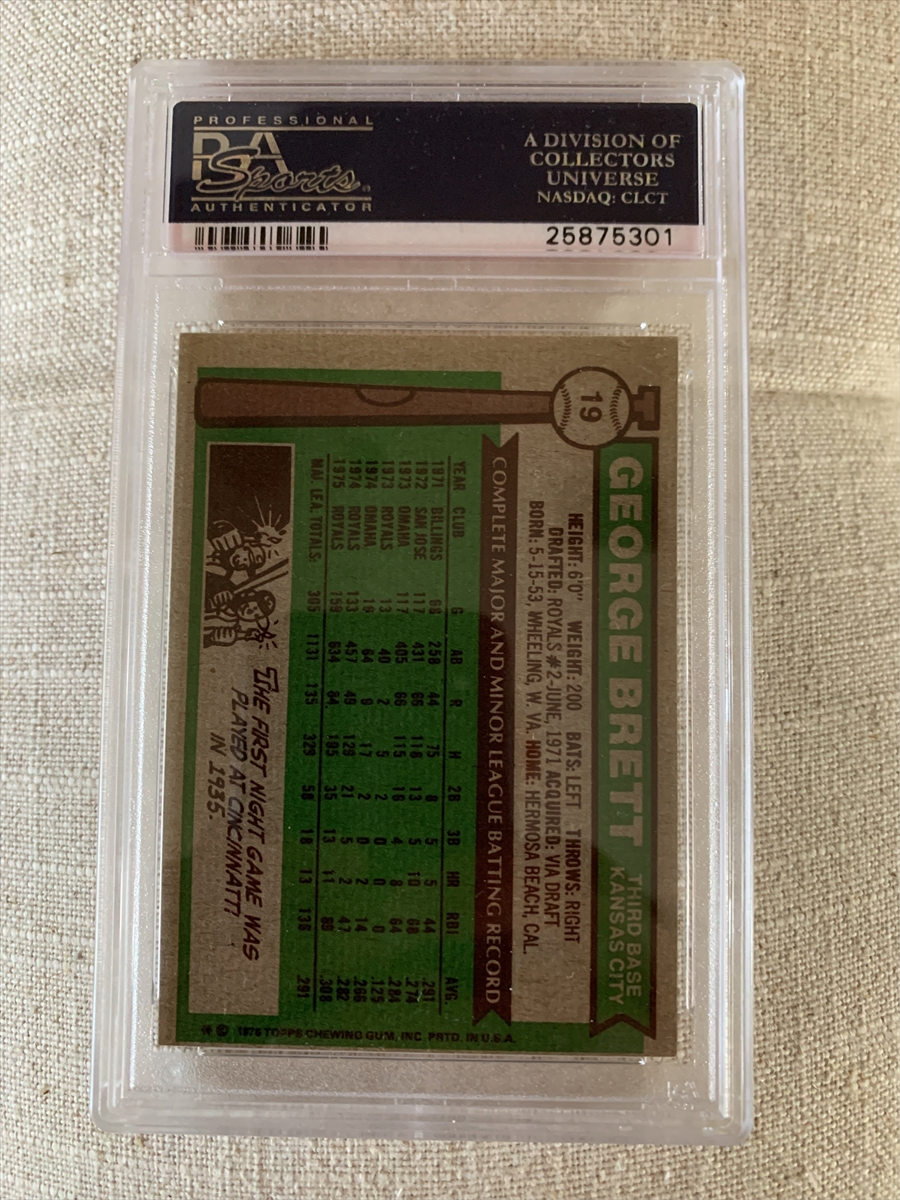 PROFESSIONAL
PSA
Sports
AUTHENTICATOR
A DIVISION OF
COLLECTORS
UNIVERSE
NASDAQ: CLCT
25875301
19
GEORGE BRETT
THIRD BASE
KANSAS CITY
HEIGHT: 6'0" WEIGHT: 200 BATS: LEFT THROWS: RIGHT
DRAFTED: ROYALS #2-JUNE, 1971 ACQUIRED: VIA DRAFT
BORN: 5-15-53, WHEELING, W. VA. HOME: HERMOSA BEACH, CAL.
COMPLETE MAJOR AND MINOR LEAGUE BATTING RECORD
YEAR CLUB G AB R H 2B 3B HR RBI AVG.
1971 BILLINGS 68 258 44 75 8 5 5 44 .291
1972 SAN JOSE 117 431 66 118 13 5 10 68 .274
1973 OMAHA 117 405 66 115 16 4 8 64 .284
1973 ROYALS 13 40 2 5 2 0 0 0 .125
1974 OMAHA 16 64 9 17 2 0 2 14 .266
1974 ROYALS 133 457 49 129 21 5 2 47 .282
1975 ROYALS 159 634 84 195 35 13 11 89 .308
MAJ. LEA. TOTALS: 305 1131 135 329 58 18 13 136 .291
THE FIRST NIGHT GAME WAS
PLAYED AT CINCINNATTI
IN 1935.
* © 1976 TOPPS CHEWING GUM, INC. PRTD. IN U.S.A.